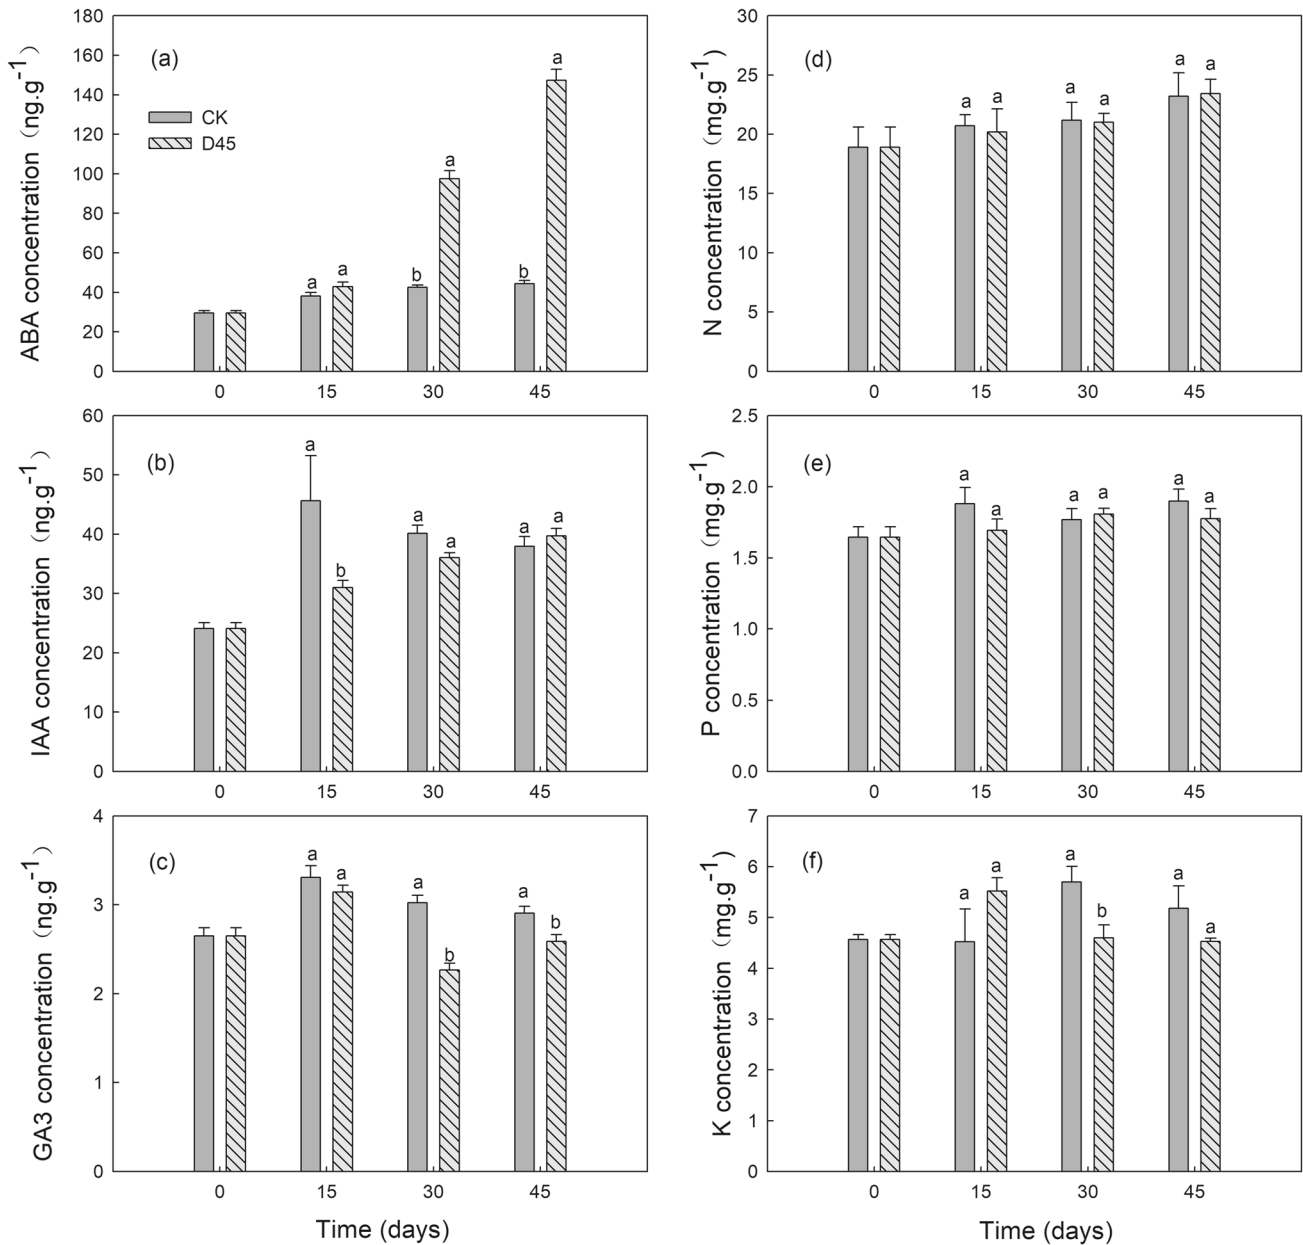 ABA concentration（ng.g-1）
180
160
140
120
100
80
60
40
20
0
(a)
CK
D45
a
a
b
a
b
a
0
15
30
45
N concentration（mg.g-1）
30
25
20
15
10
5
0
(d)
a
a
a
a
a
a
0
15
30
45
IAA concentration（ng.g-1）
60
50
40
30
20
10
0
(b)
a
b
a
a
a
a
0
15
30
45
P concentration（mg.g-1）
2.5
2.0
1.5
1.0
0.5
0.0
(e)
a
a
a
a
a
a
0
15
30
45
GA3 concentration（ng.g-1）
4
3
2
1
0
(c)
a
a
a
b
a
b
0
15
30
45
Time (days)
K concentration（mg.g-1）
7
6
5
4
3
2
1
0
(f)
a
a
a
b
a
a
0
15
30
45
Time (days)